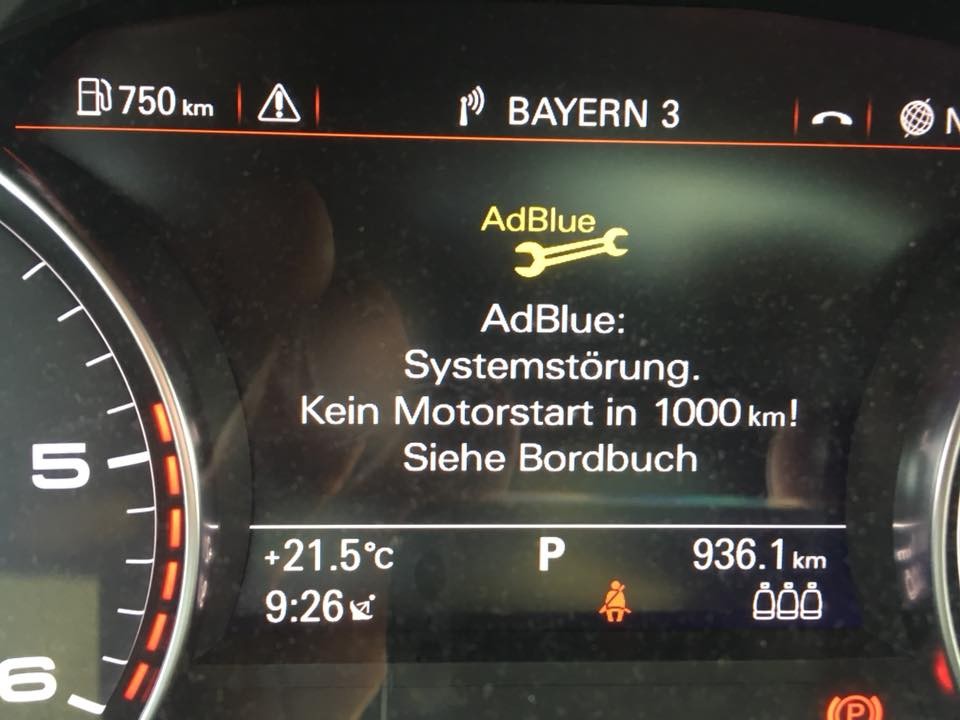 750 km
BAYERN 3
N
AdBlue
AdBlue:
Systemstörung.
Kein Motorstart in 1000 km!
Siehe Bordbuch
5
+21.5°C
P
936.1 km
9:26
6
P